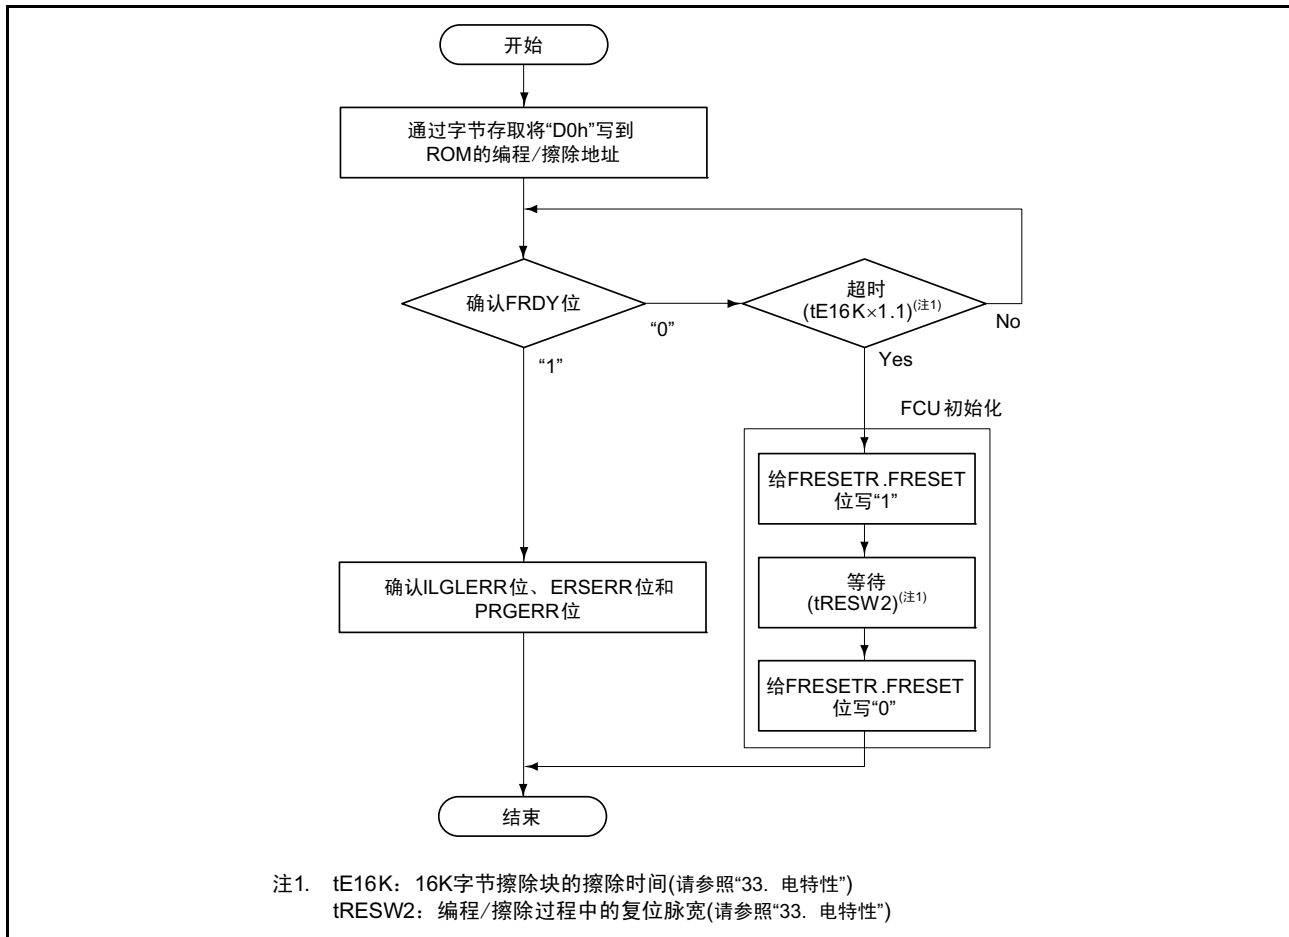 开始
通过字节存取将“D0h”写到
ROM的编程/擦除地址
确认FRDY位
“0”
“1”
超时
(tE16K×1.1)(注1)
No
Yes
FCU初始化
给FRESETR.FRESET
位写“1”
等待
(tRESW2)(注1)
给FRESETR.FRESET
位写“0”
确认ILGLERR位、ERSERR位和
PRGERR位
结束
注1. tE16K：16K字节擦除块的擦除时间(请参照“33. 电特性”)
tRESW2：编程/擦除过程中的复位脉宽(请参照“33. 电特性”)